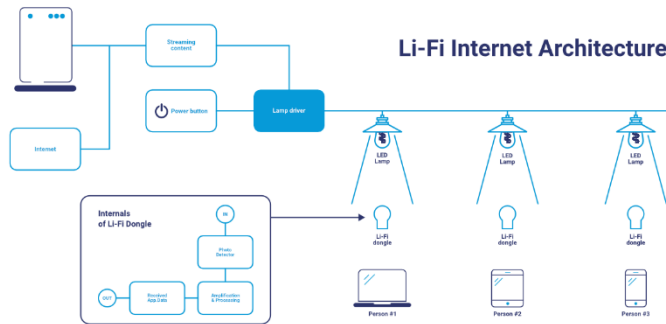 Li-Fi Internet Architecture
Streaming
content
Power button
Lamp driver
Internet
LED
Lamp
LED
Lamp
LED
Lamp
Internals
of Li-Fi Dongle
IN
Photo
Detector
Amplification
& Processing
Received
App Data
OUT
Li-Fi
dongle
Li-Fi
dongle
Li-Fi
dongle
Person #1
Person #2
Person #3